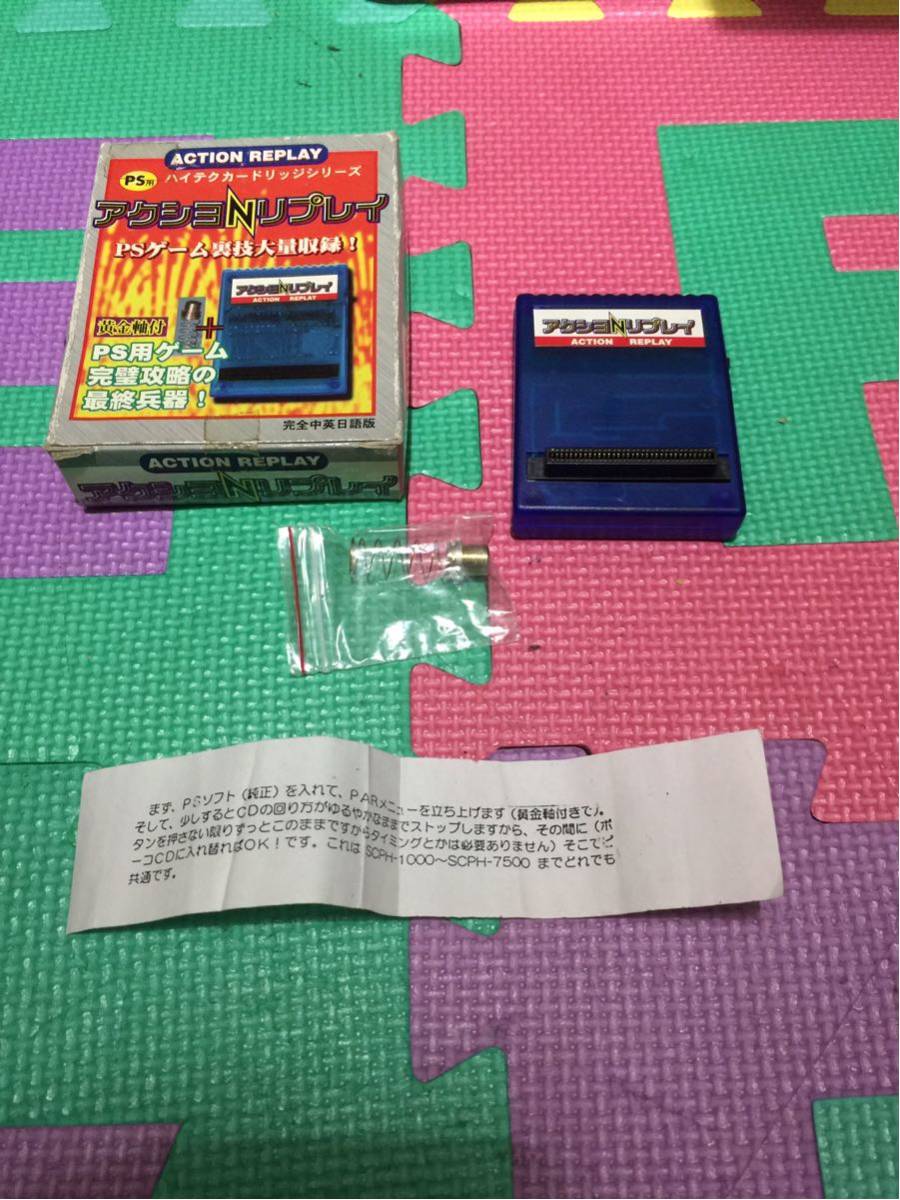 ACTION REPLAY
PS用
ハイテクカードリッジシリーズ
アクショNリプレイ
PSゲーム裏技大量収録！
アクショNリプレイ
ACTION REPLAY
黄金軸付
PS用ゲーム
完璧攻略の
最終兵器！
完全中英日語版
ACTION REPLAY
アクショNリプレイ
アクショNリプレイ
ACTION REPLAY
まず、PSソフト（純正）を入れて、PARメニューを立ち上げます（黄金軸付きで）。
そして、少しするとCDの回り方がゆるやかなままでストップしますから、その間に（ボ
タンを押さない限りずっとこのままですからタイミングとかは必要ありません）そこでピ
ーコCDに入れ替ればOK！です。これは SCPH-1000～SCPH-7500 までどれでも
共通です。